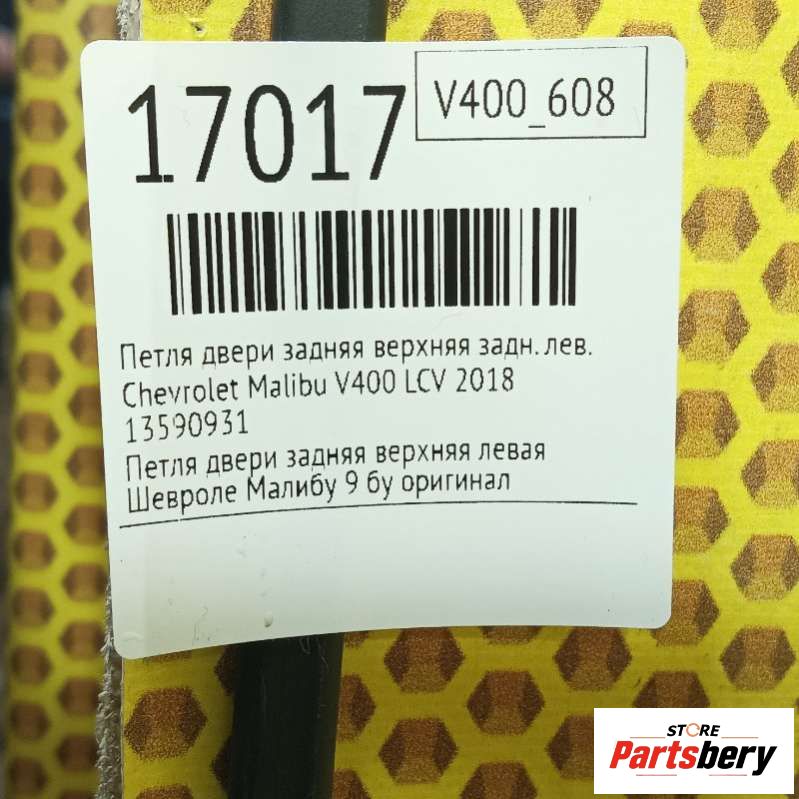 17017
V400_608
Петля двери задняя верхняя задн. лев.
Chevrolet Malibu V400 LCV 2018
13590931
Петля двери задняя верхняя левая
Шевроле Малибу 9 бу оригинал
STORE
Partsbery